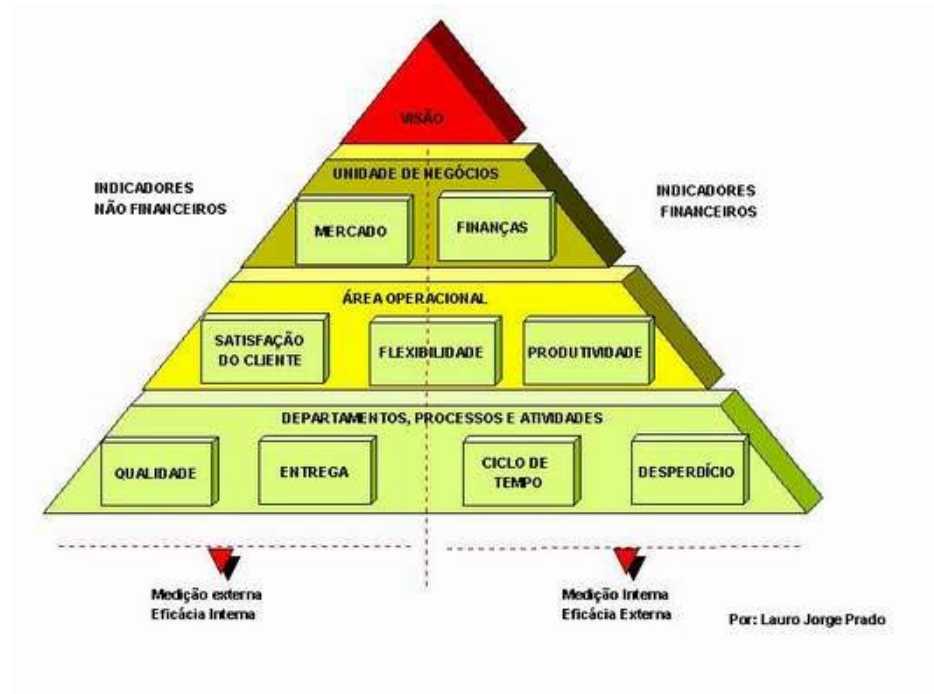 VISÃO
UNIDADE DE NEGÓCIOS
INDICADORES
NÃO FINANCEIROS
INDICADORES
FINANCEIROS
MERCADO
FINANÇAS
ÁREA OPERACIONAL
SATISFAÇÃO
DO CLIENTE
FLEXIBILIDADE
PRODUTIVIDADE
DEPARTAMENTOS, PROCESSOS E ATIVIDADES
QUALIDADE
ENTREGA
CICLO DE
TEMPO
DESPERDÍCIO
Medição externa
Eficácia Interna
Medição Interna
Eficácia Externa
Por: Lauro Jorge Prado